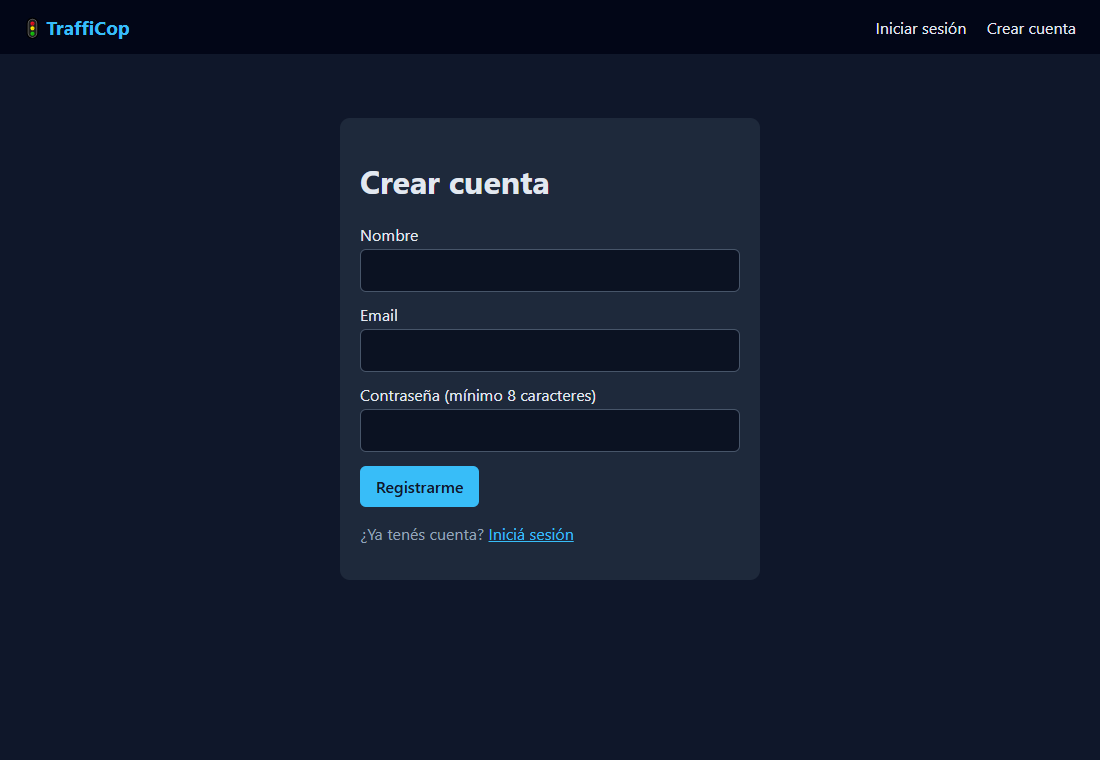 TraffiCop
Iniciar sesión
Crear cuenta
Crear cuenta
Nombre
Email
Contraseña (mínimo 8 caracteres)
Registrarme
¿Ya tenés cuenta? Iniciá sesión